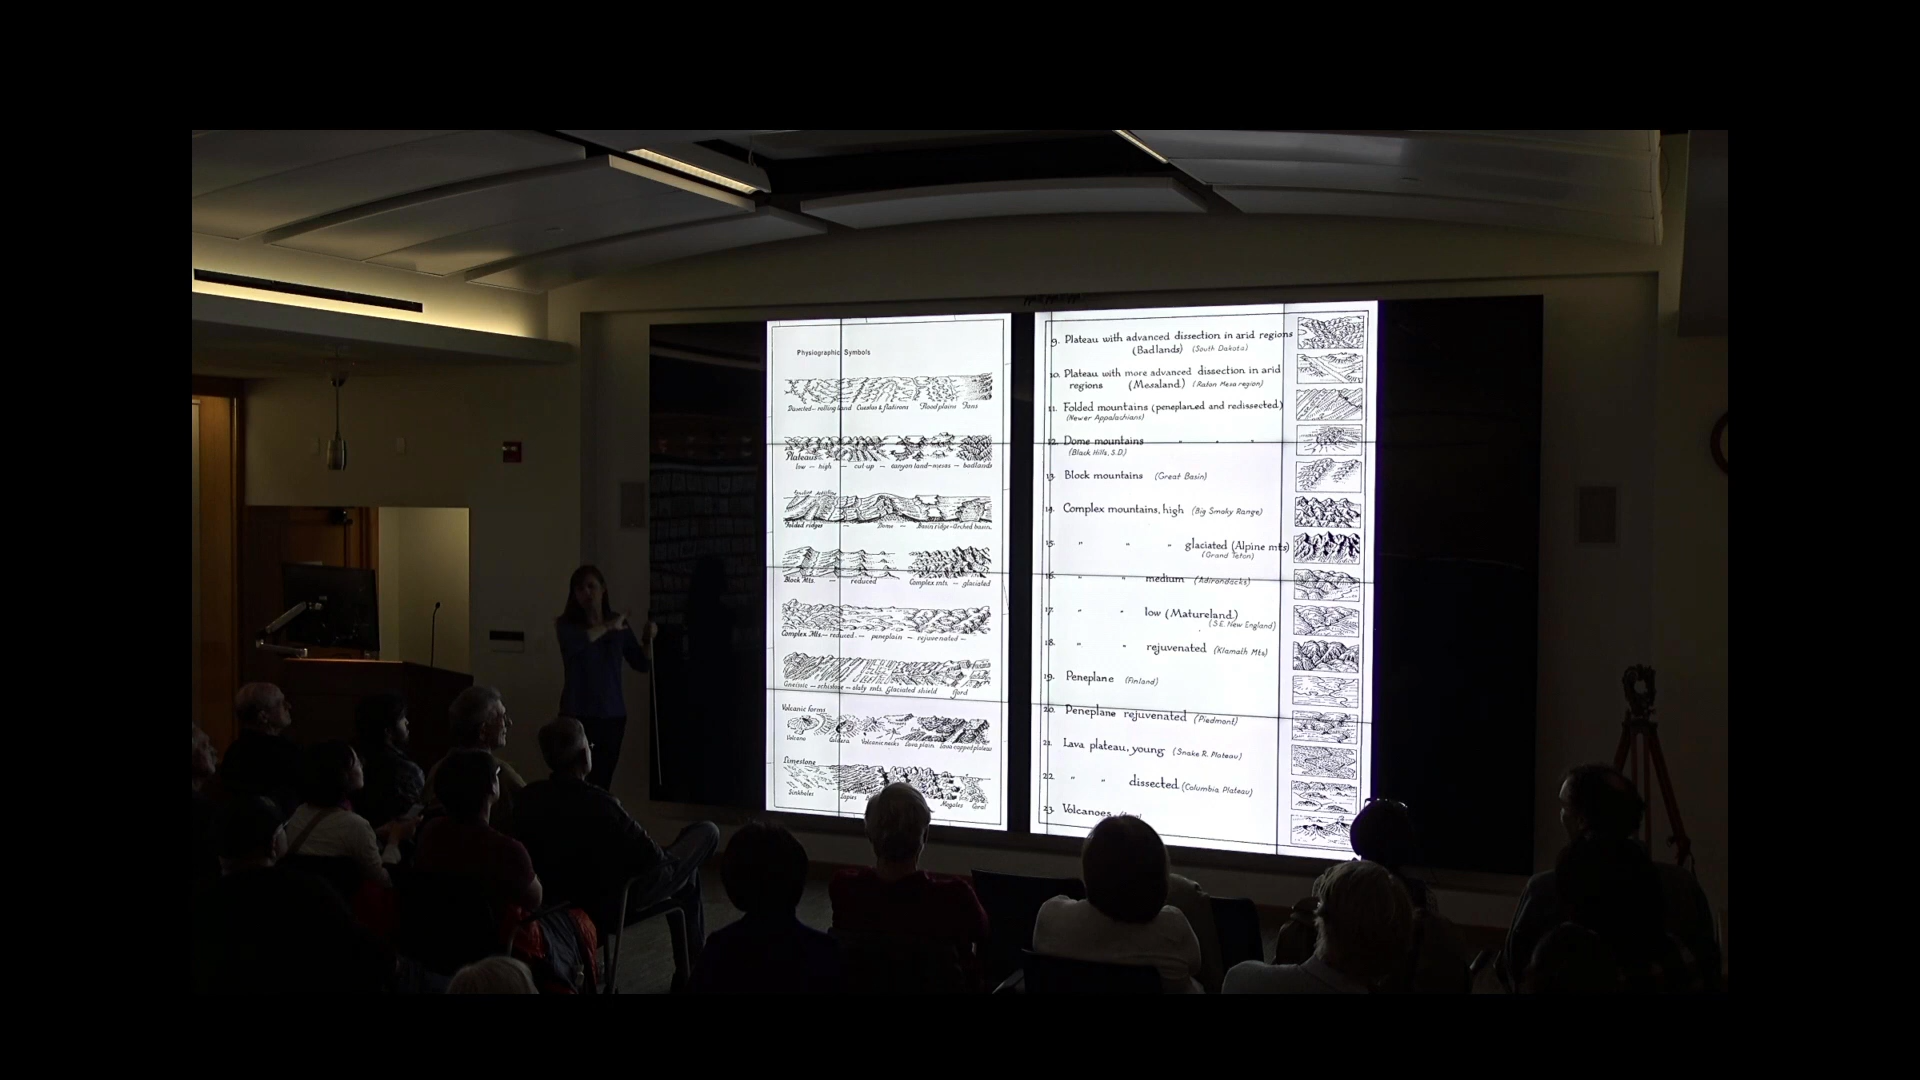 Physiographic Symbols
Dissected - rolling land Cuestas & flatirons Floodplains Fans
Plateaus
low - high - cut-up - canyon land - mesas - badlands
Folded ridges - Dome - Basin ridge - Arched basin
Block Mts. - reduced Complex mts. - glaciated
Complex Mts. - reduced - peneplain - rejuvenated -
Gneissic - schistose - slaty mts. Glaciated shield fjord
Volcanic forms
Volcano Caldera Volcanic necks Lava plain Lava capped plateau
Limestone
Sinkholes Lapies Mogotes Coral
9. Plateau with advanced dissection in arid regions
(Badlands) (South Dakota)
10. Plateau with more advanced dissection in arid
regions (Mesaland) (Raton Mesa region)
11. Folded mountains (peneplaned and redissected)
(Newer Appalachians)
12. Dome mountains " " "
(Black Hills, S.D.)
13. Block mountains (Great Basin)
14. Complex mountains, high (Big Smoky Range)
15. " " " glaciated (Alpine mts)
(Grand Teton)
16. " " medium (Adirondacks)
17. " " low (Matureland)
(S.E. New England)
18. " " rejuvenated (Klamath Mts)
19. Peneplane (Finland)
20. Peneplane rejuvenated (Piedmont)
21. Lava plateau, young (Snake R. Plateau)
22. " " dissected (Columbia Plateau)
23. Volcanoes